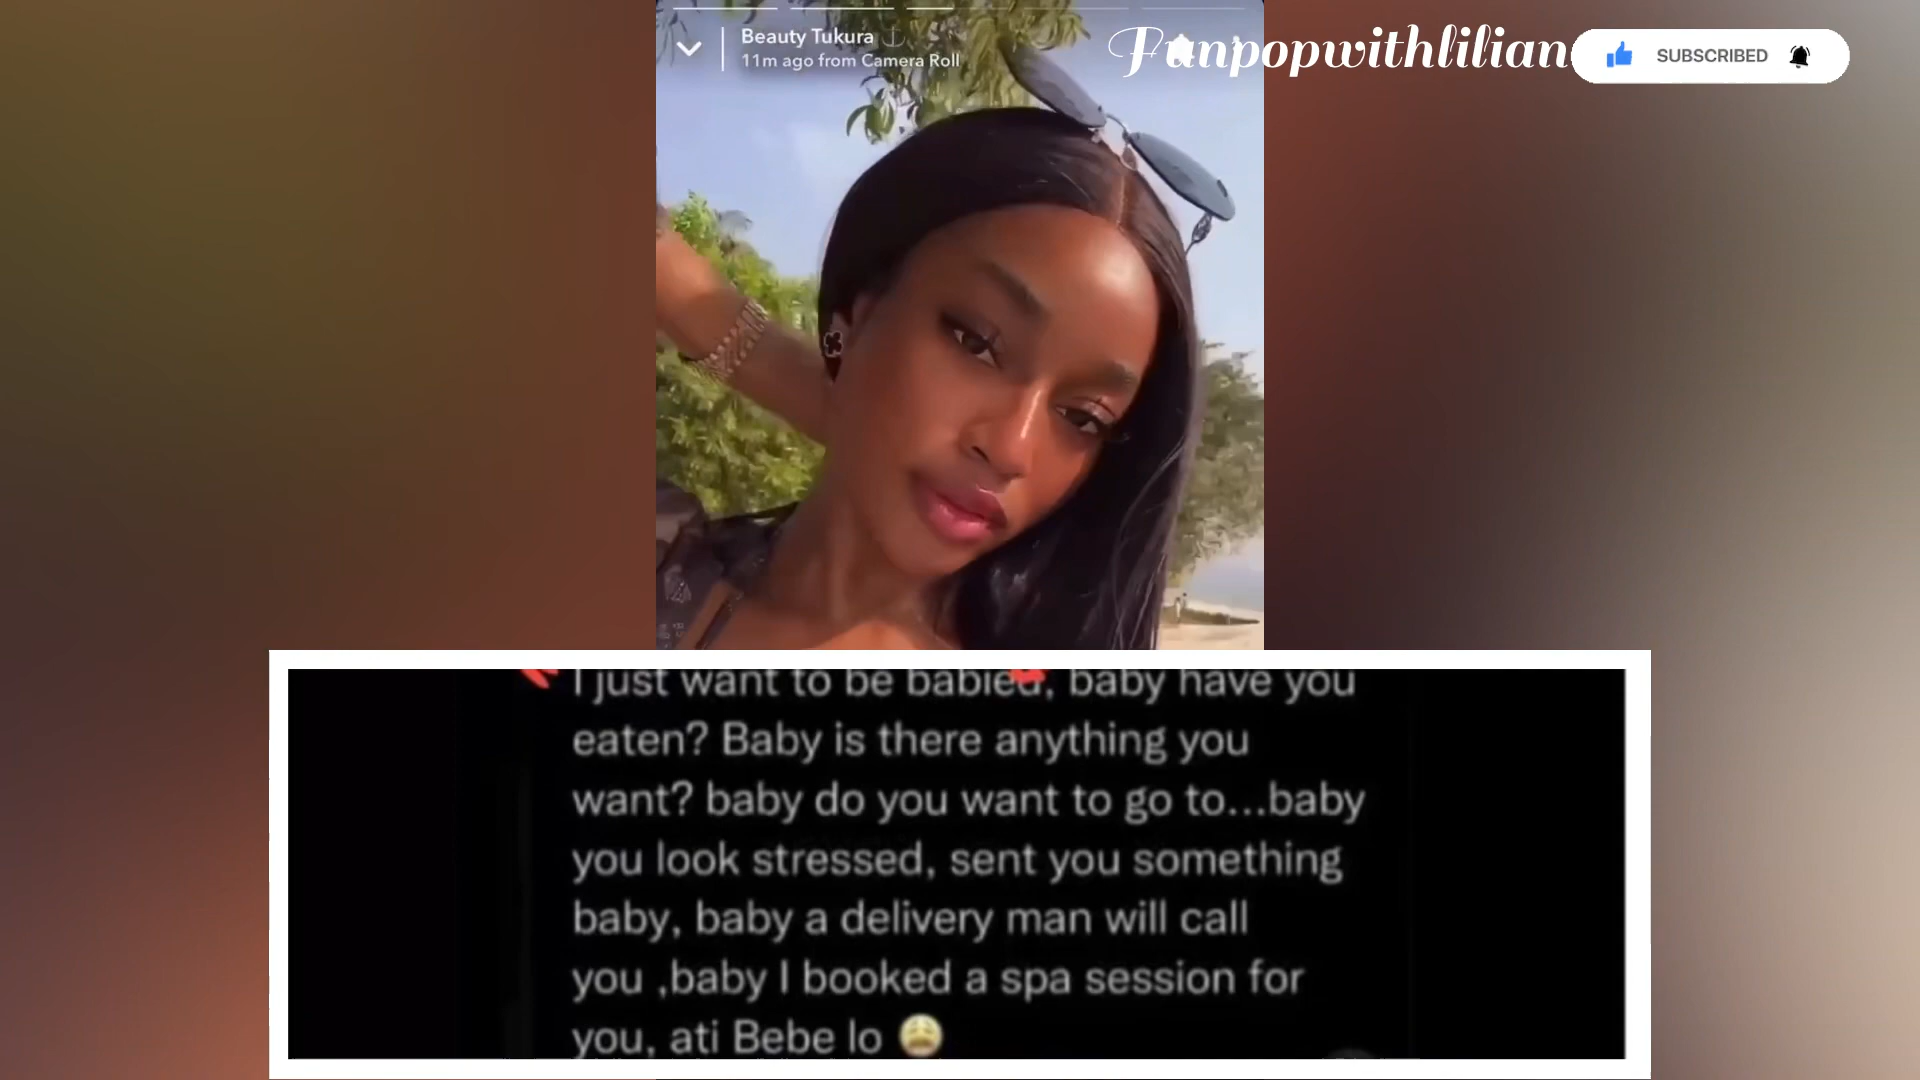 Beauty Tukura
11m ago from Camera Roll
Funpopwithlilian
SUBSCRIBED
I just want to be babied, baby have you
eaten? Baby is there anything you
want? baby do you want to go to...baby
you look stressed, sent you something
baby, baby a delivery man will call
you ,baby I booked a spa session for
you, ati Bebe lo 😩